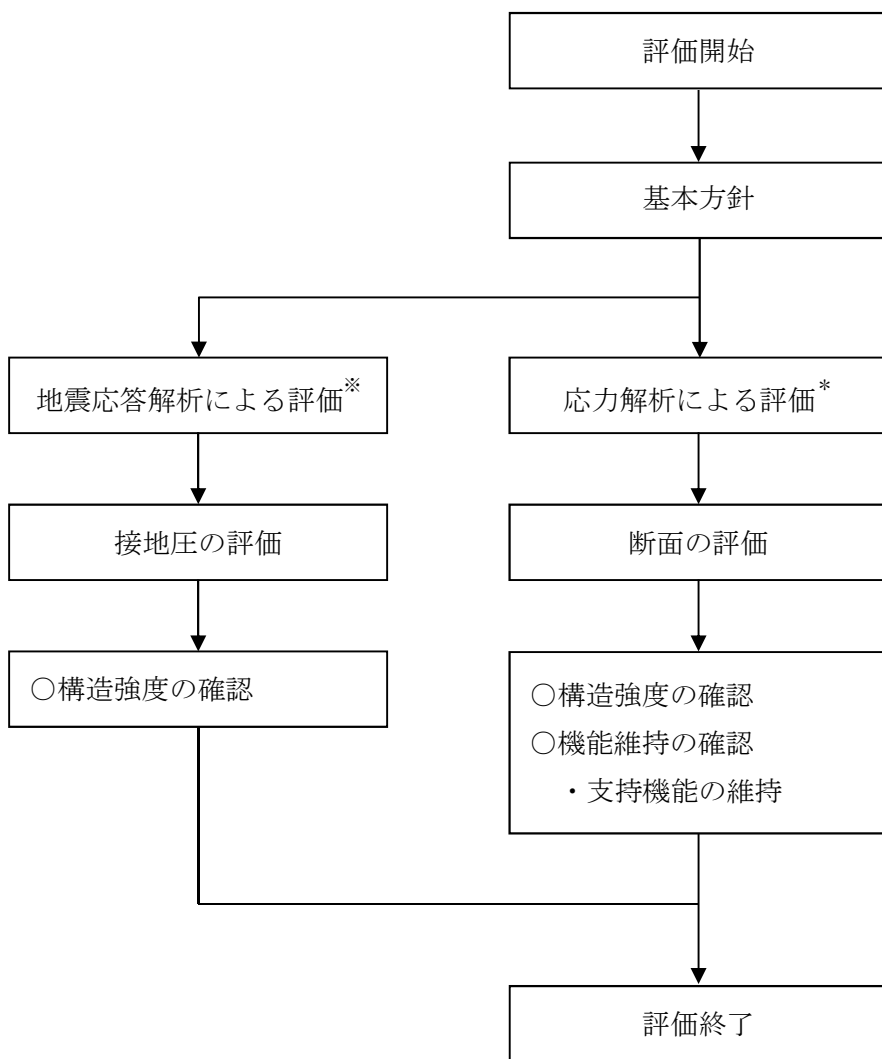 評価開始
基本方針
地震応答解析による評価※
応力解析による評価*
接地圧の評価
断面の評価
○構造強度の確認
○構造強度の確認
○機能維持の確認
・支持機能の維持
評価終了